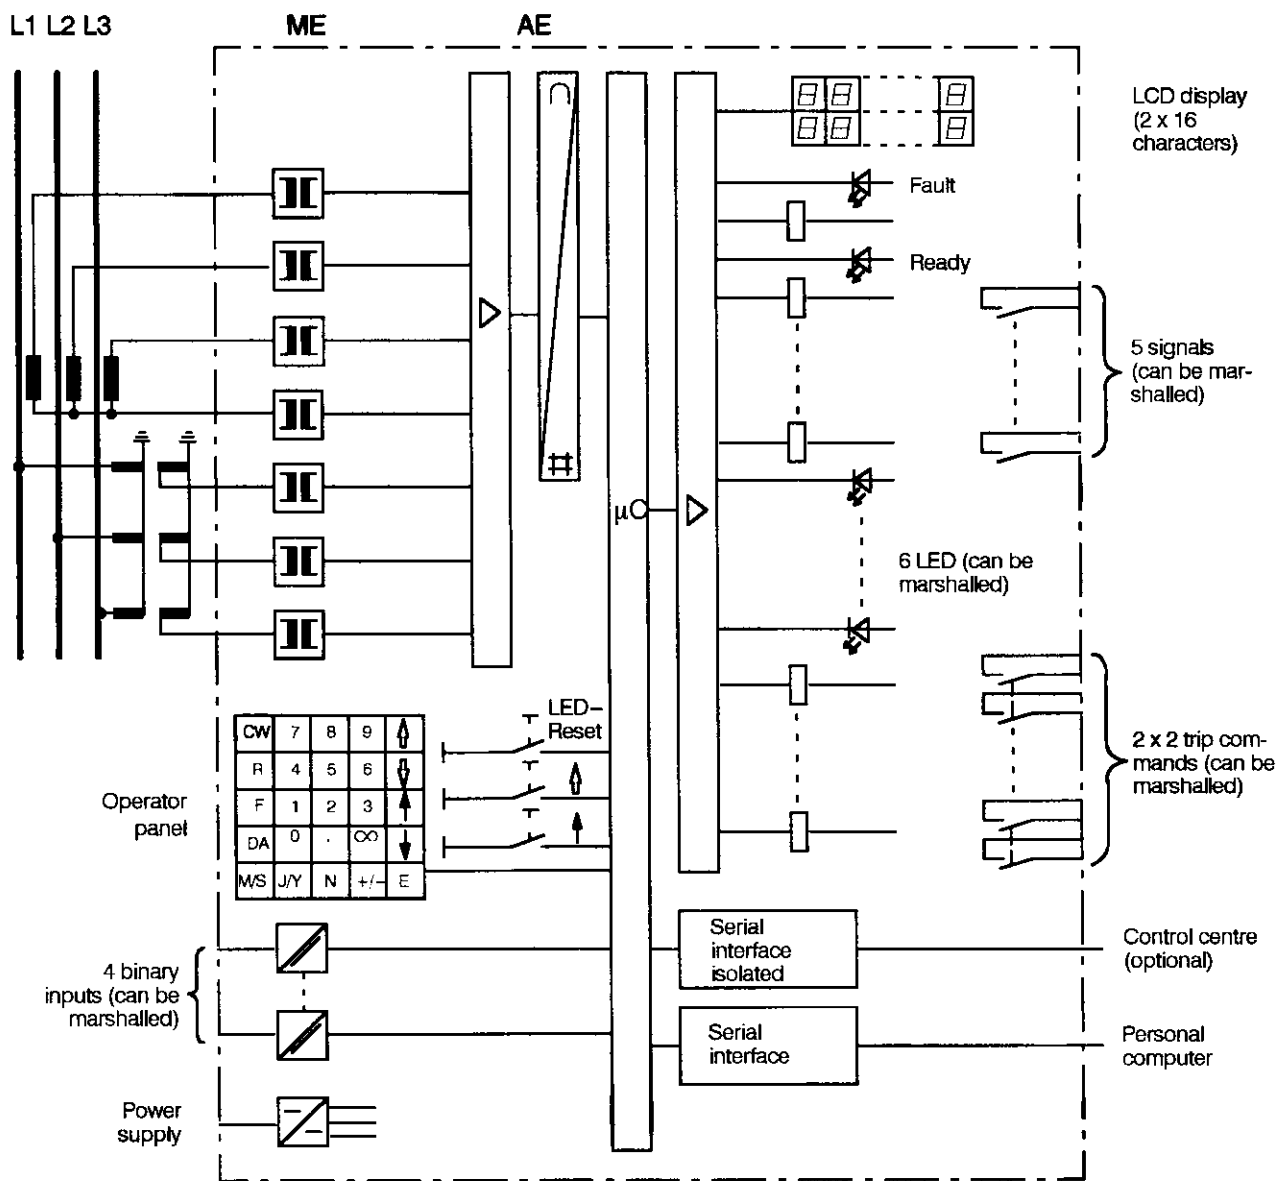 L1 L2 L3
ME
AE
LCD display
(2 x 16
characters)
Fault
Ready
5 signals
(can be mar-
shalled)
μC
6 LED (can be
marshalled)
LED-
Reset
2 x 2 trip com-
mands (can be
marshalled)
Operator
panel
CW 7 8 9
R 4 5 6
F 1 2 3
DA 0 . ∞
M/S J/Y N +/- E
4 binary
inputs (can be
marshalled)
Serial
interface
isolated
Control centre
(optional)
Serial
interface
Personal
computer
Power
supply